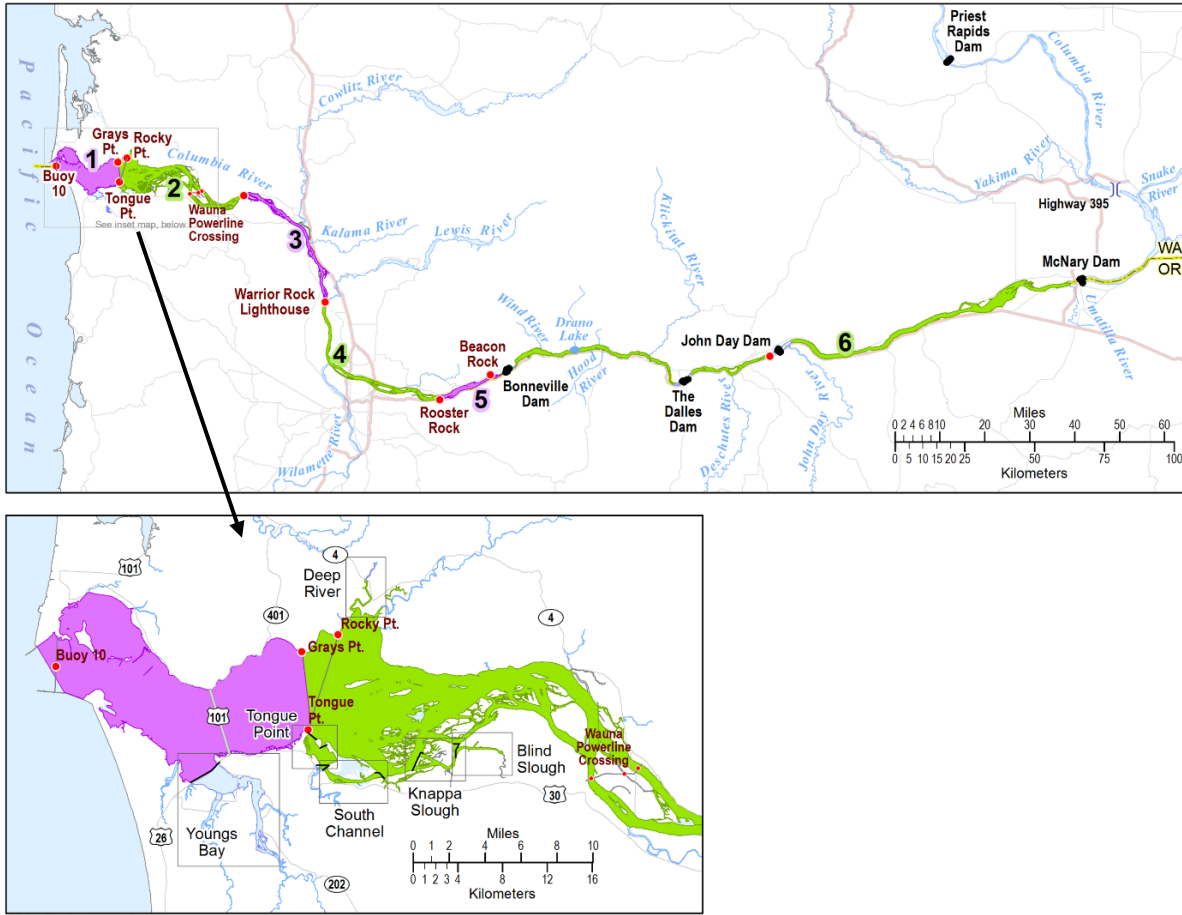 Priest
Rapids
Dam
Columbia
River
Pacific
Ocean
Cowlitz River
Grays
Pt.
Rocky
Pt.
1
Columbia
River
Buoy
10
2
Tongue
Pt.
See inset map, below
Wauna
Powerline
Crossing
3
Kalama River
Lewis River
Klickitat River
Yakima River
Snake
River
Highway 395
WA
OR
McNary Dam
Umatilla River
Warrior Rock
Lighthouse
Wind River
Drano
Lake
John Day Dam
6
4
Beacon
Rock
Hood
River
Bonneville
Dam
5
The
Dalles
Dam
Rooster
Rock
Deschutes River
John Day
River
Wilamette River
Miles
0 2 4 6 8 10 20 30 40 50 60
0 5 10 15 20 25 50 75 100
Kilometers
101
4
Deep
River
401
4
Rocky Pt.
Grays Pt.
Buoy 10
Tongue
Pt.
101
Tongue
Point
Wauna
Powerline
Crossing
Blind
Slough
Knappa
Slough
30
South
Channel
Youngs
Bay
26
202
Miles
0 2 4 6 8 10
0 1 2 3 4 8 12 16
Kilometers